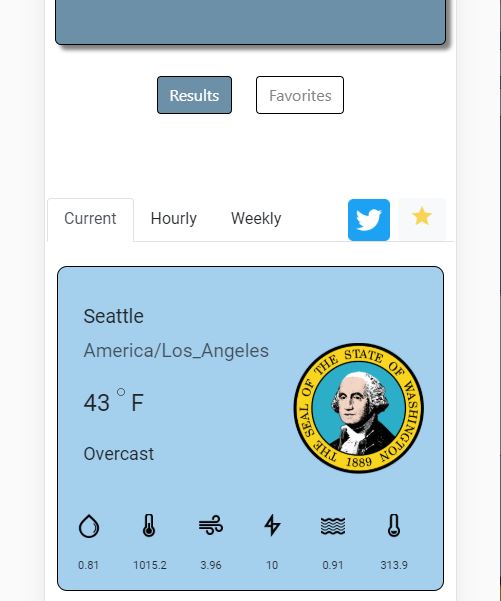 Results Favorites
Current Hourly Weekly
Seattle
America/Los_Angeles
43 ° F
Overcast
THE SEAL OF THE STATE OF WASHINGTON
1889
0.81 1015.2 3.96 10 0.91 313.9